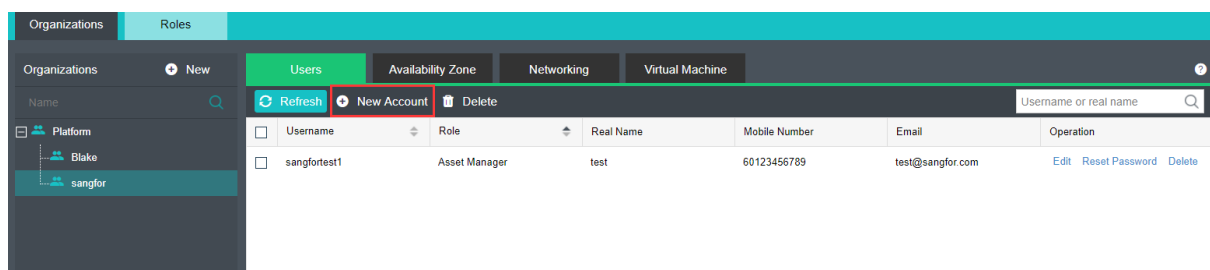 Organizations Roles
Organizations New Users Availability Zone Networking Virtual Machine ?
Name Refresh New Account Delete Username or real name
Platform Username Role Real Name Mobile Number Email Operation
Blake sangfortest1 Asset Manager test 60123456789 test@sangfor.com Edit Reset Password Delete
sangfor